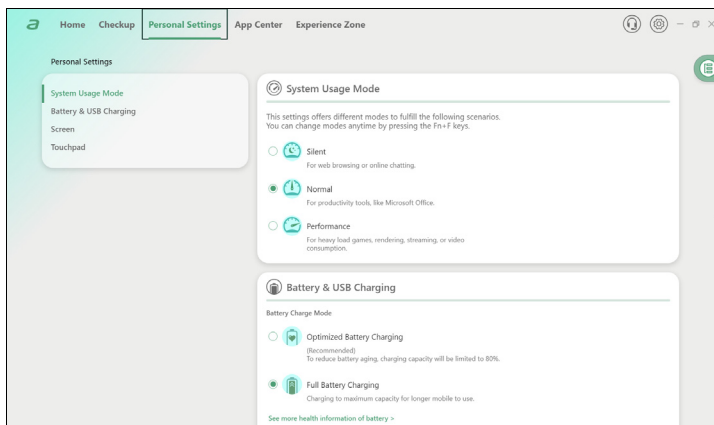 a Home Checkup Personal Settings App Center Experience Zone
Personal Settings
System Usage Mode
Battery & USB Charging
Screen
Touchpad
System Usage Mode
This settings offers different modes to fulfill the following scenarios.
You can change modes anytime by pressing the Fn+F keys.
Silent
For web browsing or online chatting.
Normal
For productivity tools, like Microsoft Office.
Performance
For heavy load games, rendering, streaming, or video
consumption.
Battery & USB Charging
Battery Charge Mode
Optimized Battery Charging
(Recommended)
To reduce battery aging, charging capacity will be limited to 80%.
Full Battery Charging
Charging to maximum capacity for longer mobile to use.
See more health information of battery >